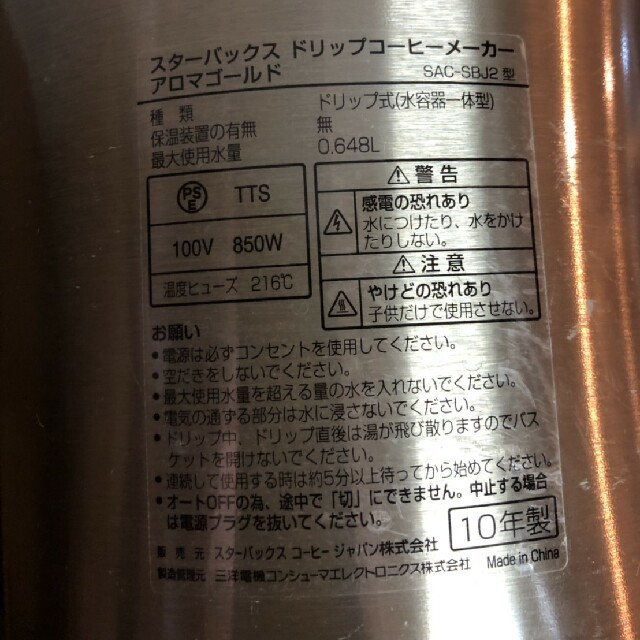 スターバックス ドリップコーヒーメーカー
アロマゴールド SAC-SBJ2 型
種 類 ドリップ式(水容器一体型)
保温装置の有無 無
最大使用水量 0.648L
PSE TTS
100V 850W
温度ヒューズ 216℃
⚠ 警告
感電の恐れあり
水につけたり、水をかけ
たりしない。
⚠ 注意
やけどの恐れあり
子供だけで使用させない。
お願い
●電源は必ずコンセントを使用してください。
●空だきをしないでください。
●最大使用水量を超える量の水を入れないでください。
●電気の通ずる部分は水に浸さないでください。
●ドリップ中、ドリップ直後は湯が飛び散りますのでバス
ケットを開けないでください。
●連続して使用する時は約5分以上待ってから始めてください。
●オートOFFの為、途中で「切」にできません。中止する場合
は電源プラグを抜いてください。
10年製
販 売 元 スターバックス コーヒー ジャパン株式会社 Made in China
製造管理元 三洋電機コンシューマエレクトロニクス株式会社